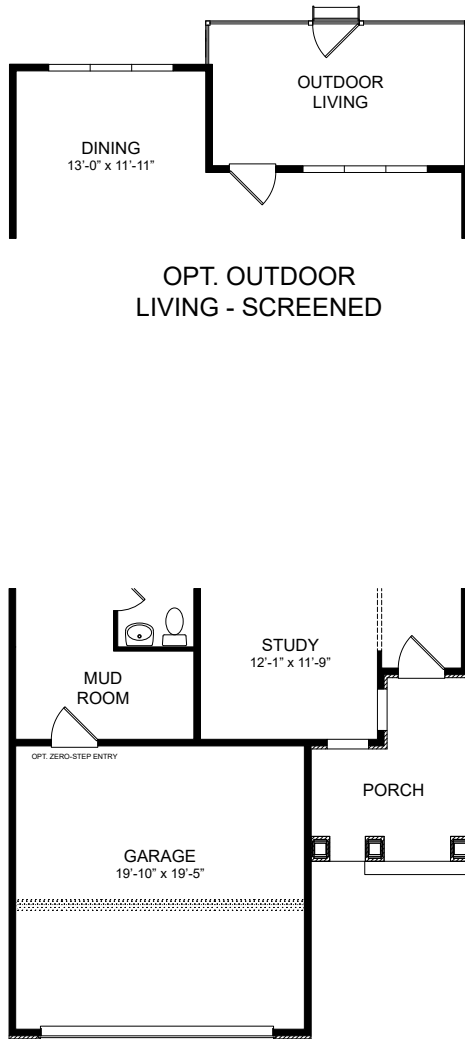 OUTDOOR
LIVING
DINING
13'-0” x 11'-11”
OPT. OUTDOOR
LIVING - SCREENED
STUDY
12'-1” x 11'-9”
MUD
ROOM
OPT. ZERO-STEP ENTRY
PORCH
GARAGE
19'-10” x 19'-5”